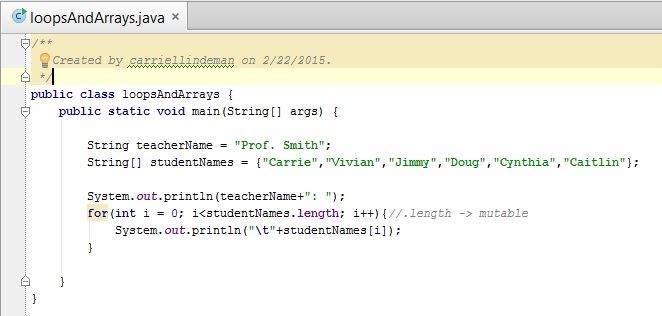 loopsAndArrays.java
/**
Created by carriellindeman on 2/22/2015.
*/
public class loopsAndArrays {
public static void main(String[] args) {
String teacherName = "Prof. Smith";
String[] studentNames = {"Carrie","Vivian","Jimmy","Doug","Cynthia","Caitlin"};
System.out.println(teacherName+": ");
for(int i = 0; i<studentNames.length; i++){//.length -> mutable
System.out.println("\t"+studentNames[i]);
}
}
}